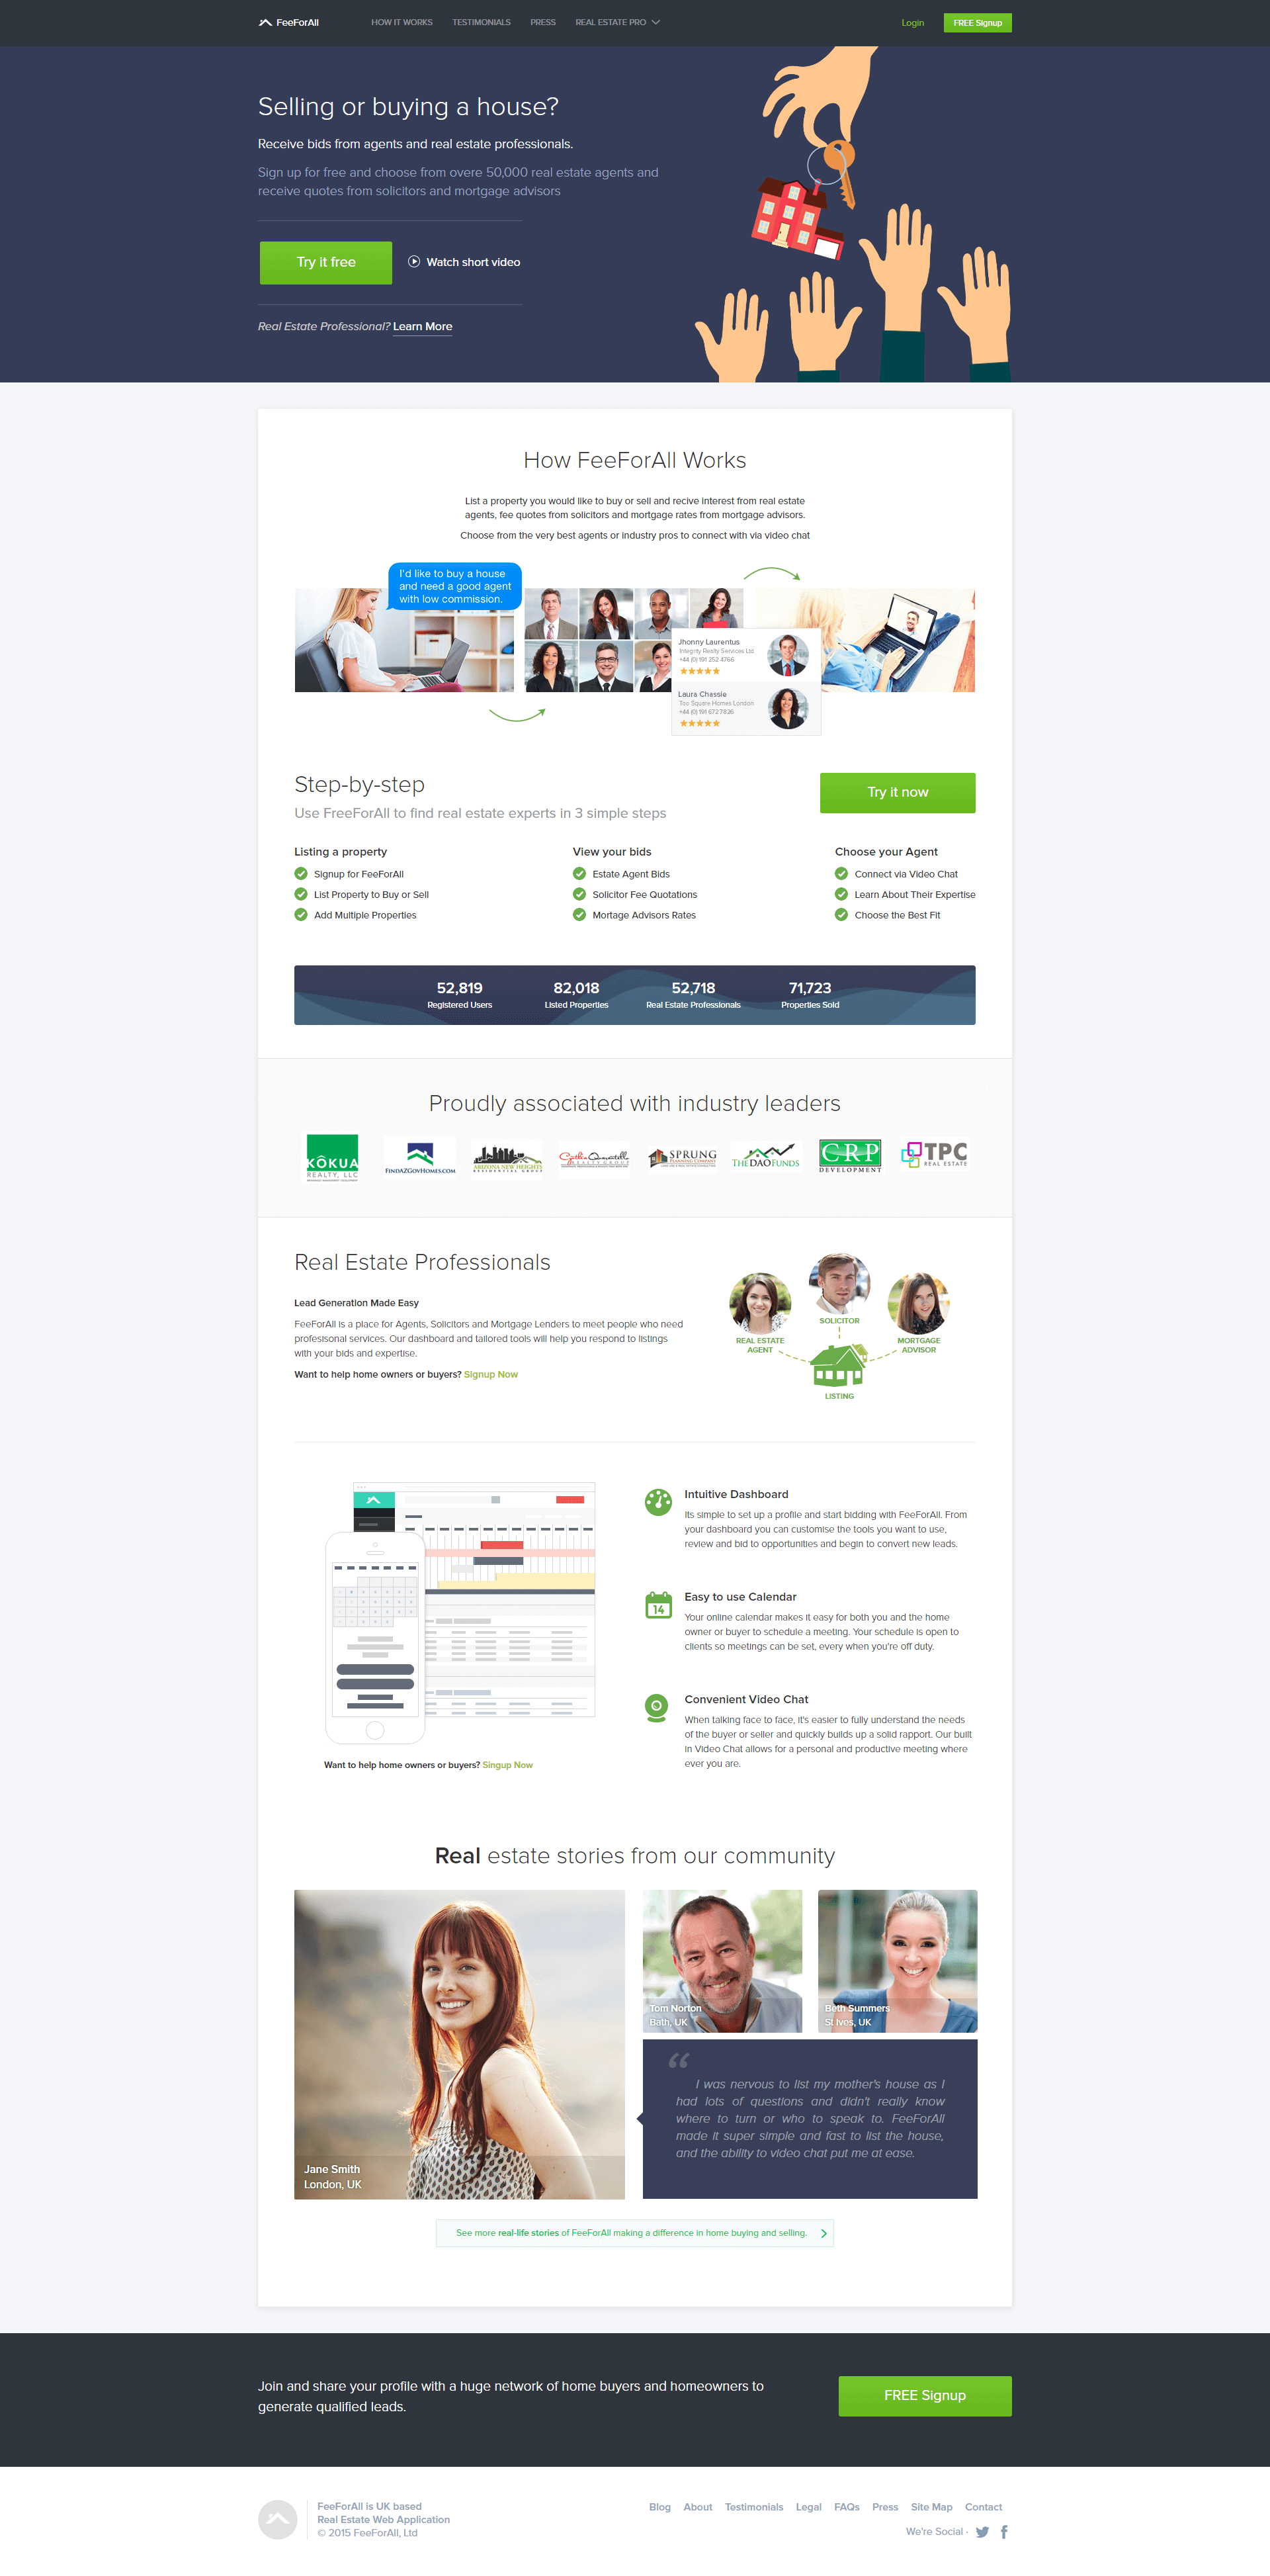 FeeForAll
HOW IT WORKS
TESTIMONIALS
PRESS
REAL ESTATE PRO
Login
FREE Signup
Selling or buying a house?
Receive bids from agents and real estate professionals.
Sign up for free and choose from overe 50,000 real estate agents and
receive quotes from solicitors and mortgage advisors
Try it free
Watch short video
Real Estate Professional? Learn More
How FeeForAll Works
List a property you would like to buy or sell and recive interest from real estate
agents, fee quotes from solicitors and mortgage rates from mortgage advisors.
Choose from the very best agents or industry pros to connect with via video chat
I'd like to buy a house
and need a good agent
with low commission.
Jhonny Laurentus
Integrity Realty Services Ltd
+44 (0) 191 252 4766
Laura Chassie
Too Square Homes London
+44 (0) 191 672 7826
Step-by-step
Use FreeForAll to find real estate experts in 3 simple steps
Try it now
Listing a property
Signup for FeeForAll
List Property to Buy or Sell
Add Multiple Properties
View your bids
Estate Agent Bids
Solicitor Fee Quotations
Mortage Advisors Rates
Choose your Agent
Connect via Video Chat
Learn About Their Expertise
Choose the Best Fit
52,819
Registered Users
82,018
Listed Properties
52,718
Real Estate Professionals
71,723
Properties Sold
Proudly associated with industry leaders
KÔKUA
REALTY, LLC
FINDAZGOVHOMES.COM
ARIZONA NEW HEIGHTS
RESIDENTIAL GROUP
REALTY GROUP
SPRUNG
PLANNING COMPANY
THEDAOFUNDS
CRP
DEVELOPMENT
TPC
REAL ESTATE
Real Estate Professionals
Lead Generation Made Easy
FeeForAll is a place for Agents, Solicitors and Mortgage Lenders to meet people who need
profesisonal services. Our dashboard and tailored tools will help you respond to listings
with your bids and expertise.
Want to help home owners or buyers? Signup Now
SOLICITOR
REAL ESTATE
AGENT
MORTGAGE
ADVISOR
LISTING
Intuitive Dashboard
Its simple to set up a profile and start bidding with FeeForAll. From
your dashboard you can customise the tools you want to use,
review and bid to opportunities and begin to convert new leads.
14
Easy to use Calendar
Your online calendar makes it easy for both you and the home
owner or buyer to schedule a meeting. Your schedule is open to
clients so meetings can be set, every when you're off duty.
Convenient Video Chat
When talking face to face, it's easier to fully understand the needs
of the buyer or seller and quickly builds up a solid rapport. Our built
in Video Chat allows for a personal and productive meeting where
ever you are.
Want to help home owners or buyers? Singup Now
Real estate stories from our community
Tom Norton
Bath, UK
Beth Summers
St Ives, UK
Jane Smith
London, UK
“
I was nervous to list my mother's house as I
had lots of questions and didn't really know
where to turn or who to speak to. FeeForAll
made it super simple and fast to list the house,
and the ability to video chat put me at ease.
See more real-life stories of FeeForAll making a difference in home buying and selling.
Join and share your profile with a huge network of home buyers and homeowners to
generate qualified leads.
FREE Signup
FeeForAll is UK based
Real Estate Web Application
© 2015 FeeForAll, Ltd
Blog
About
Testimonials
Legal
FAQs
Press
Site Map
Contact
We're Social -